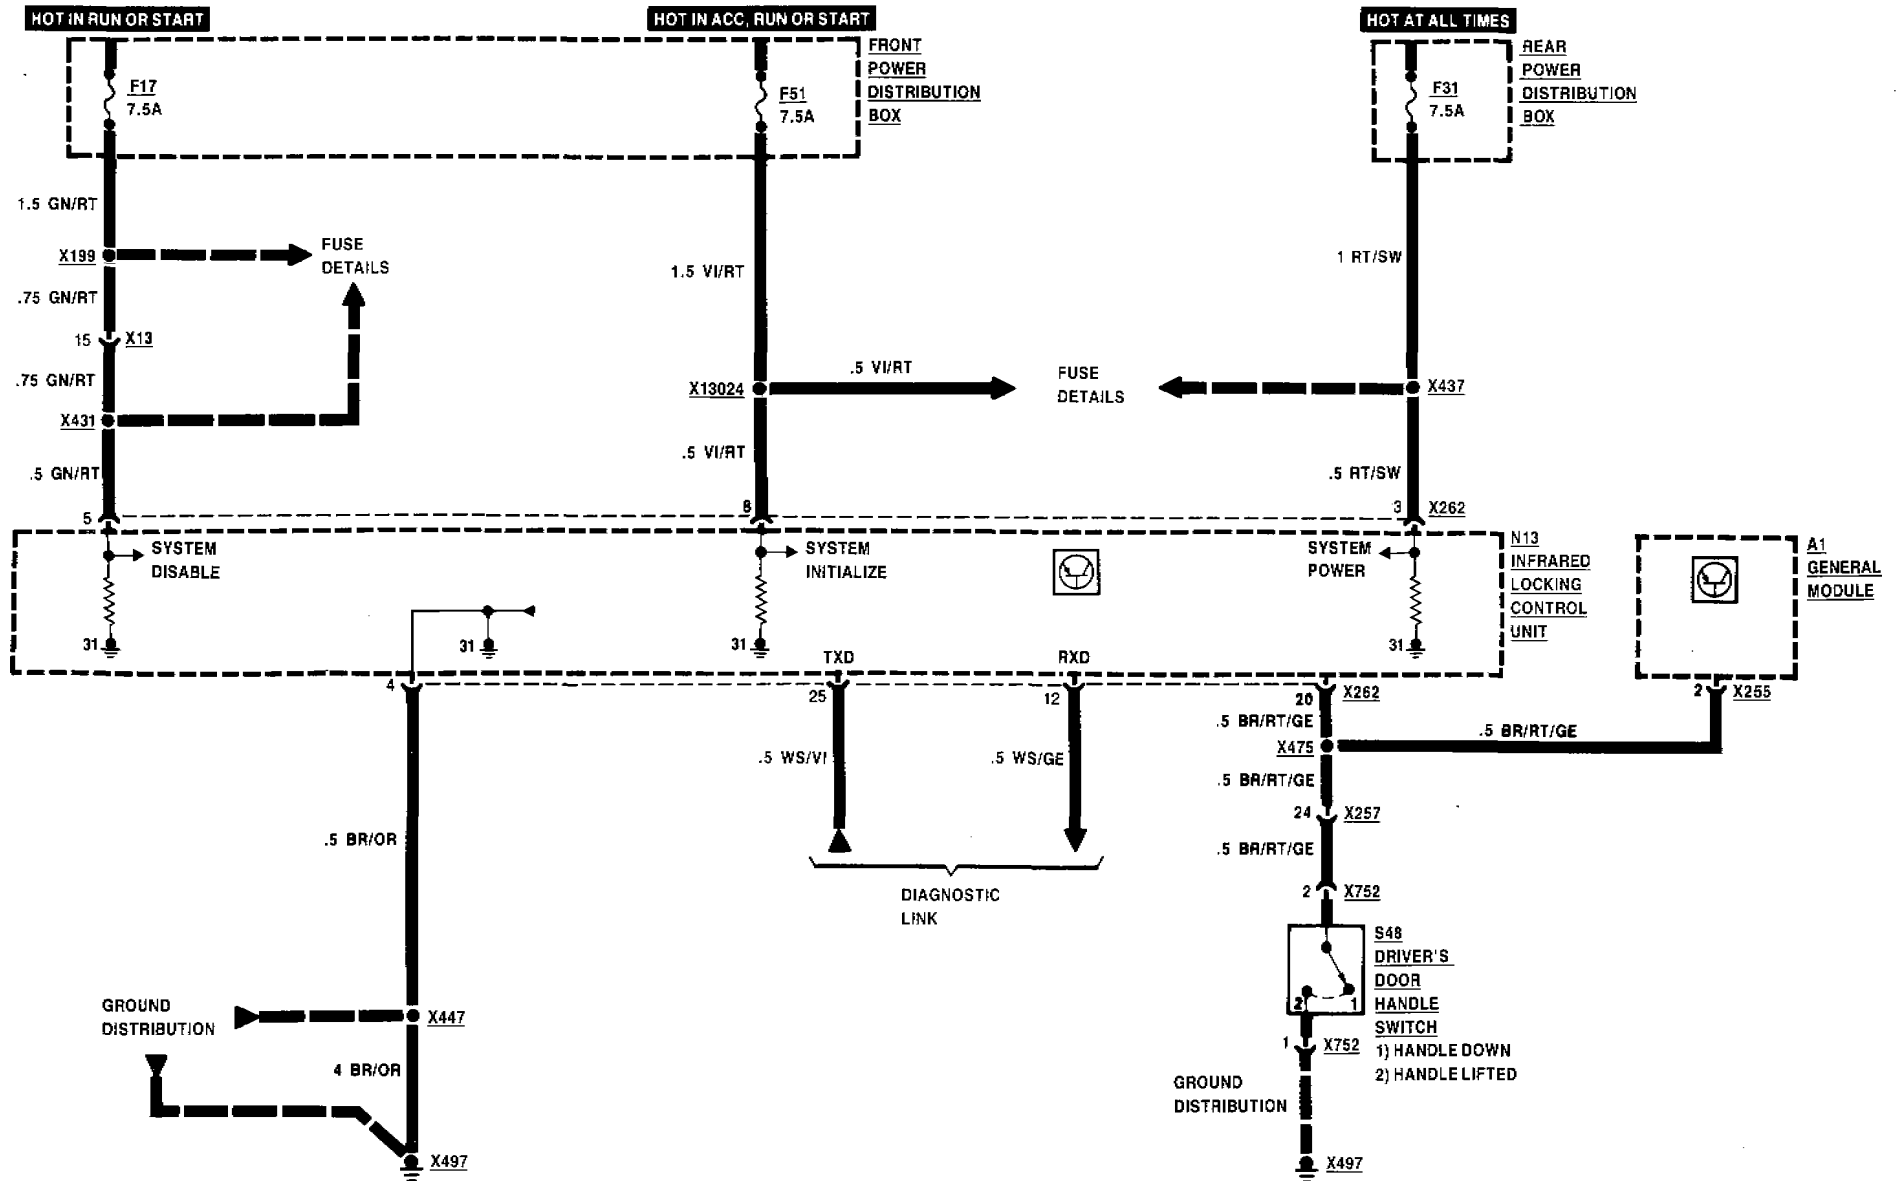 HOT IN RUN OR START
HOT IN ACC, RUN OR START
HOT AT ALL TIMES
F17
7.5A
F51
7.5A
FRONT
POWER
DISTRIBUTION
BOX
F31
7.5A
REAR
POWER
DISTRIBUTION
BOX
1.5 GN/RT
X199
FUSE
DETAILS
.75 GN/RT
15
X13
.75 GN/RT
X431
.5 GN/RT
5
1.5 VI/RT
X13024
.5 VI/RT
FUSE
DETAILS
.5 VI/RT
8
1 RT/SW
X437
.5 RT/SW
3
X262
SYSTEM
DISABLE
31
31
SYSTEM
INITIALIZE
31
SYSTEM
POWER
31
N13
INFRARED
LOCKING
CONTROL
UNIT
A1
GENERAL
MODULE
TXD
RXD
4
25
12
20
X262
2
X255
.5 BR/RT/GE
X475
.5 BR/RT/GE
.5 WS/VI
.5 WS/GE
.5 BR/RT/GE
24
X257
.5 BR/OR
.5 BR/RT/GE
DIAGNOSTIC
LINK
2
X752
S48
DRIVER'S
DOOR
HANDLE
SWITCH
1) HANDLE DOWN
2) HANDLE LIFTED
2
1
1
X752
GROUND
DISTRIBUTION
X447
4 BR/OR
X497
GROUND
DISTRIBUTION
X497